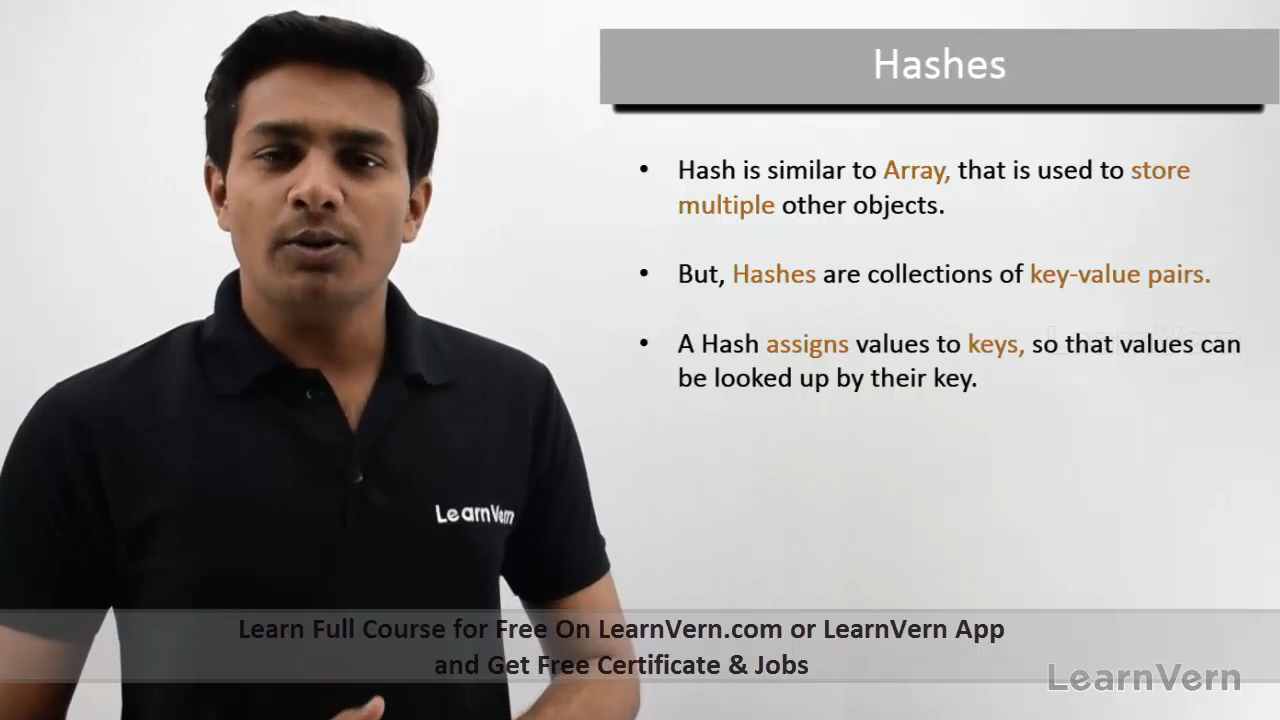 Hashes
• Hash is similar to Array, that is used to store
multiple other objects.
• But, Hashes are collections of key-value pairs.
• A Hash assigns values to keys, so that values can
be looked up by their key.
LearnVern
LearnVern
Learn Full Course for Free On LearnVern.com or LearnVern App
and Get Free Certificate & Jobs
LearnVern